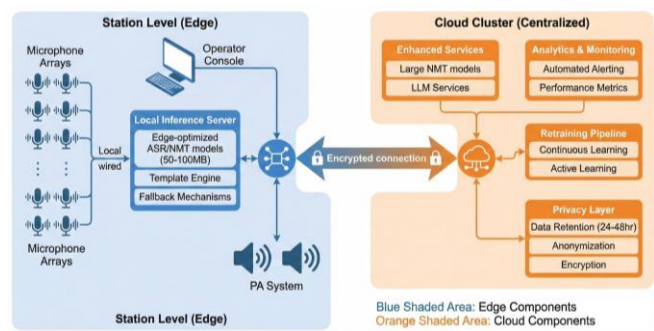 Station Level (Edge)
Microphone
Arrays
Operator
Console
Local
wired
Local Inference Server
Edge-optimized
ASR/NMT models
(50-100MB)
Template Engine
Fallback Mechanisms
PA System
Microphone
Arrays
Station Level (Edge)
Encrypted connection
Cloud Cluster (Centralized)
Enhanced Services
Large NMT models
LLM Services
Analytics & Monitoring
Automated Alerting
Performance Metrics
Retraining Pipeline
Continuous Learning
Active Learning
Privacy Layer
Data Retention (24-48hr)
Anonymization
Encryption
Blue Shaded Area: Edge Components
Orange Shaded Area: Cloud Components